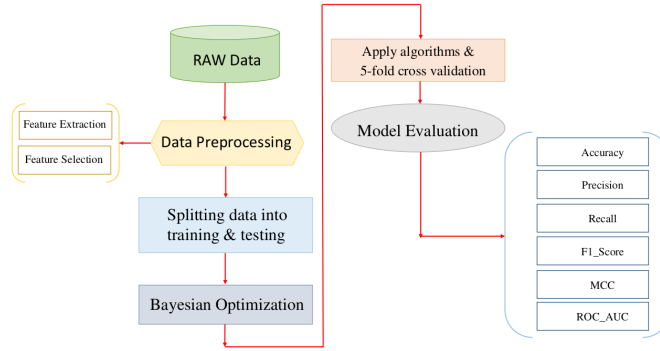 RAW Data
Feature Extraction
Feature Selection
Data Preprocessing
Splitting data into
training & testing
Bayesian Optimization
Apply algorithms &
5-fold cross validation
Model Evaluation
Accuracy
Precision
Recall
F1_Score
MCC
ROC_AUC